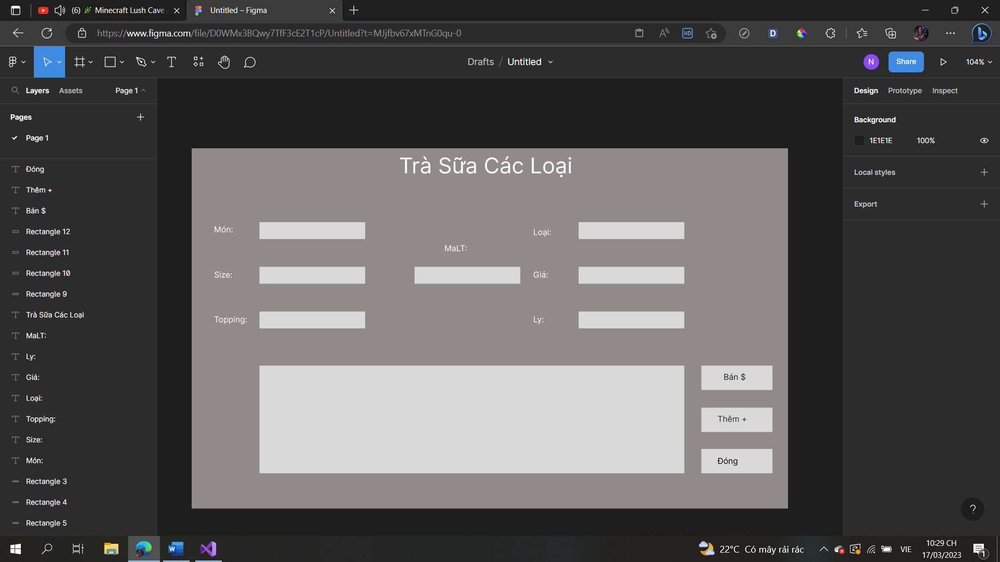 (6) 🌿 Minecraft Lush Cave
Untitled – Figma
https://www.figma.com/file/D0WMx3BQwy7TfF3cE2T1cP/Untitled?t=MJjfbv67xMTnG0qu-0
HD
D
Drafts / Untitled
N
Share
104%
Layers
Assets
Page 1
Pages
Page 1
Đóng
Thêm +
Bán $
Rectangle 12
Rectangle 11
Rectangle 10
Rectangle 9
Trà Sữa Các Loại
MaLT:
Ly:
Giá:
Loại:
Topping:
Size:
Món:
Rectangle 3
Rectangle 4
Rectangle 5
Trà Sữa Các Loại
Món:
Loại:
MaLT:
Size:
Giá:
Topping:
Ly:
Bán $
Thêm +
Đóng
Design
Prototype
Inspect
Background
1E1E1E
100%
Local styles
Export
?
22°C Có mây rải rác
VIE
10:29 CH
17/03/2023
1